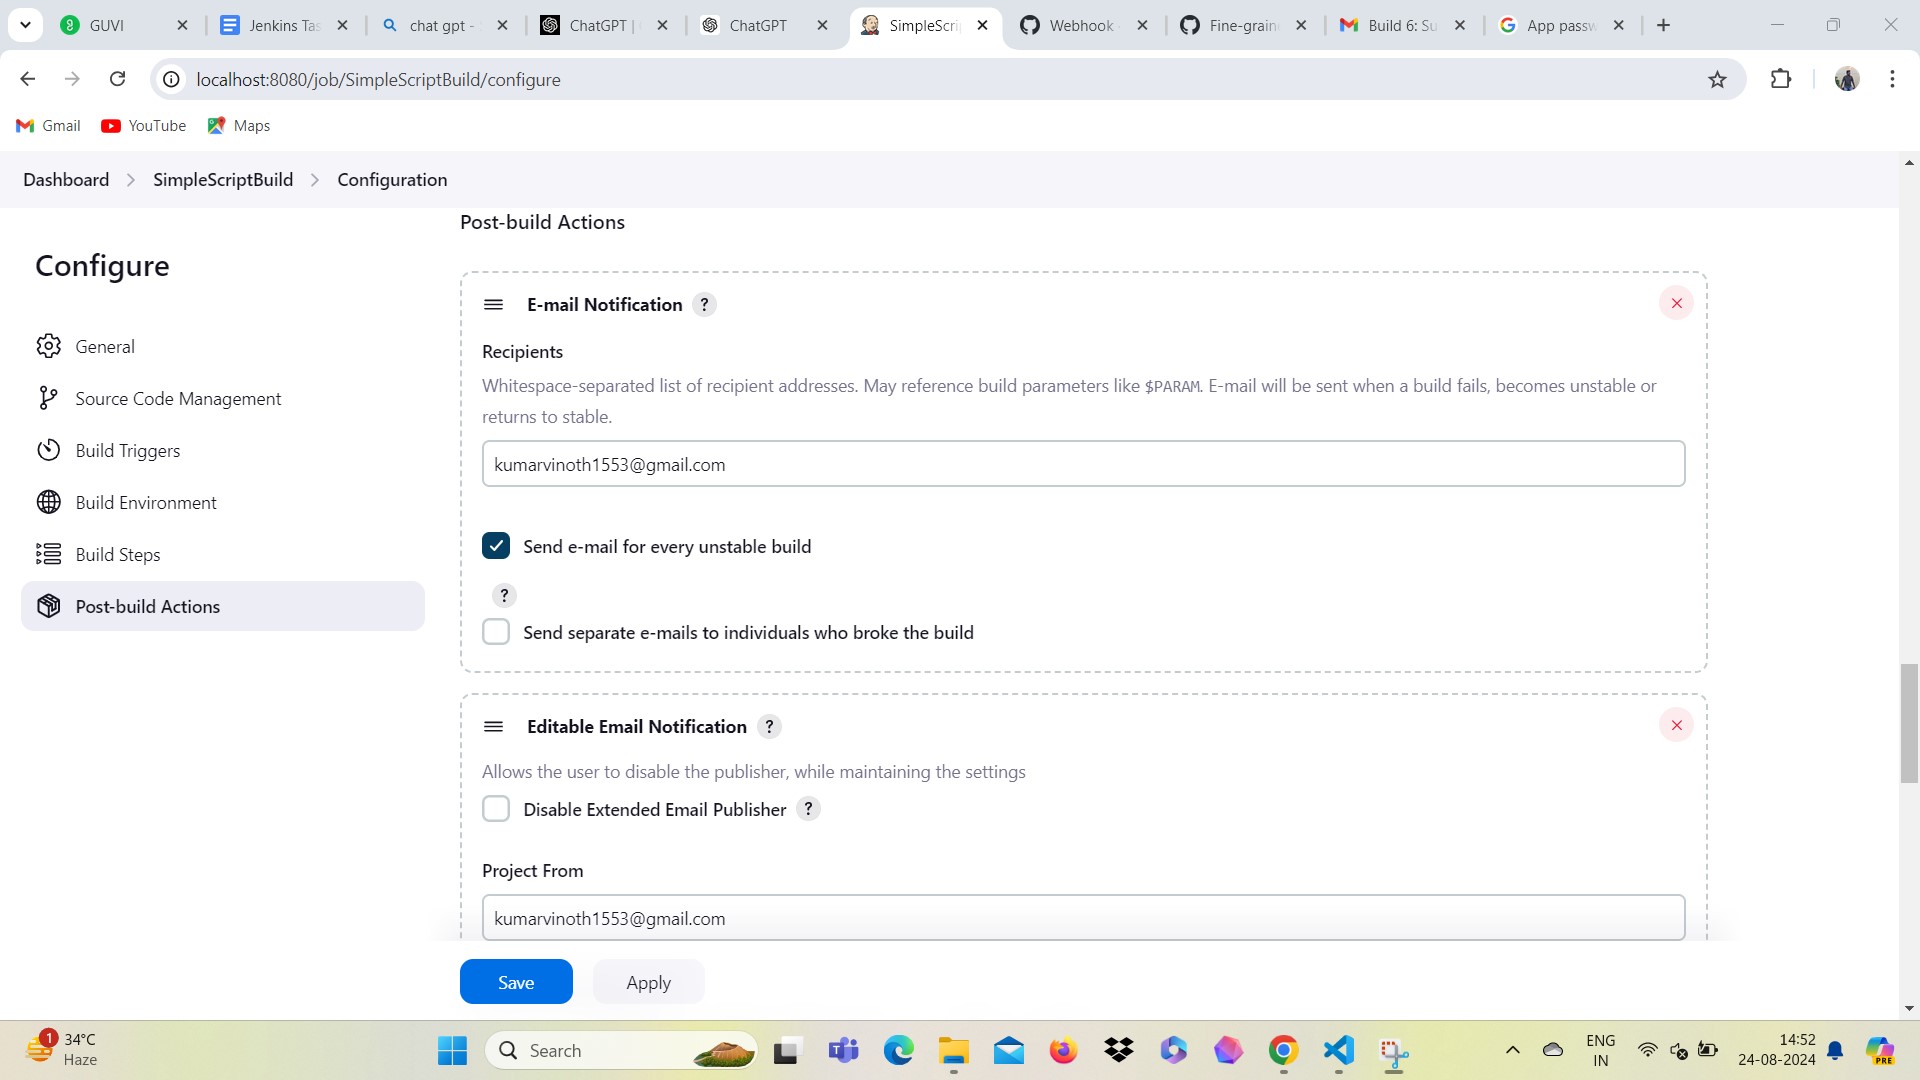 GUVI
Jenkins Tas
chat gpt -
ChatGPT |
ChatGPT
SimpleScri
Webhook
Fine-grain
Build 6: Su
App passw
localhost:8080/job/SimpleScriptBuild/configure
Gmail
YouTube
Maps
Dashboard
SimpleScriptBuild
Configuration
Configure
General
Source Code Management
Build Triggers
Build Environment
Build Steps
Post-build Actions
Post-build Actions
E-mail Notification ?
Recipients
Whitespace-separated list of recipient addresses. May reference build parameters like $PARAM. E-mail will be sent when a build fails, becomes unstable or
returns to stable.
kumarvinoth1553@gmail.com
Send e-mail for every unstable build
?
Send separate e-mails to individuals who broke the build
Editable Email Notification ?
Allows the user to disable the publisher, while maintaining the settings
Disable Extended Email Publisher ?
Project From
kumarvinoth1553@gmail.com
Save
Apply
1
34°C
Haze
Search
ENG
IN
14:52
24-08-2024
PRE